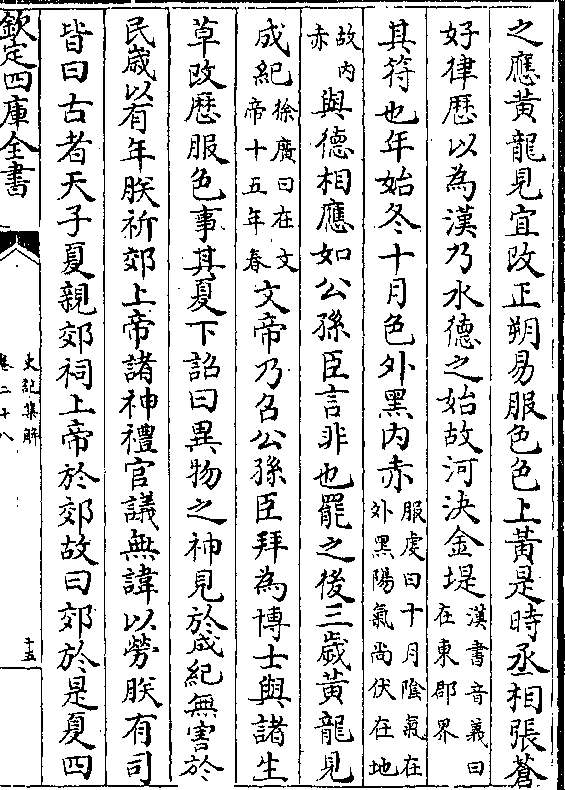 之應黃龍見宜改正朔易服色色上黃是時丞相張蒼
好律歴以為漢乃水德之始故河決金堤漢書音義曰在東郡界
其符也年始冬十月色外黑内赤服虔曰十月隂氣在外黑陽氣尚伏在地
故内赤與德相應如公孫臣言非也罷之後三歲黃龍見
成紀徐廣曰在文帝十五年春文帝乃召公孫臣拜為博士與諸生
草改歴服色事其夏下詔曰異物之神見於成紀無害於
民歲以有年朕祈郊上帝諸神禮官議無諱以勞朕有司
皆曰古者天子夏親郊祠上帝於郊故曰郊於是夏四
欽定四庫全書
史記集解
卷二十八
十五